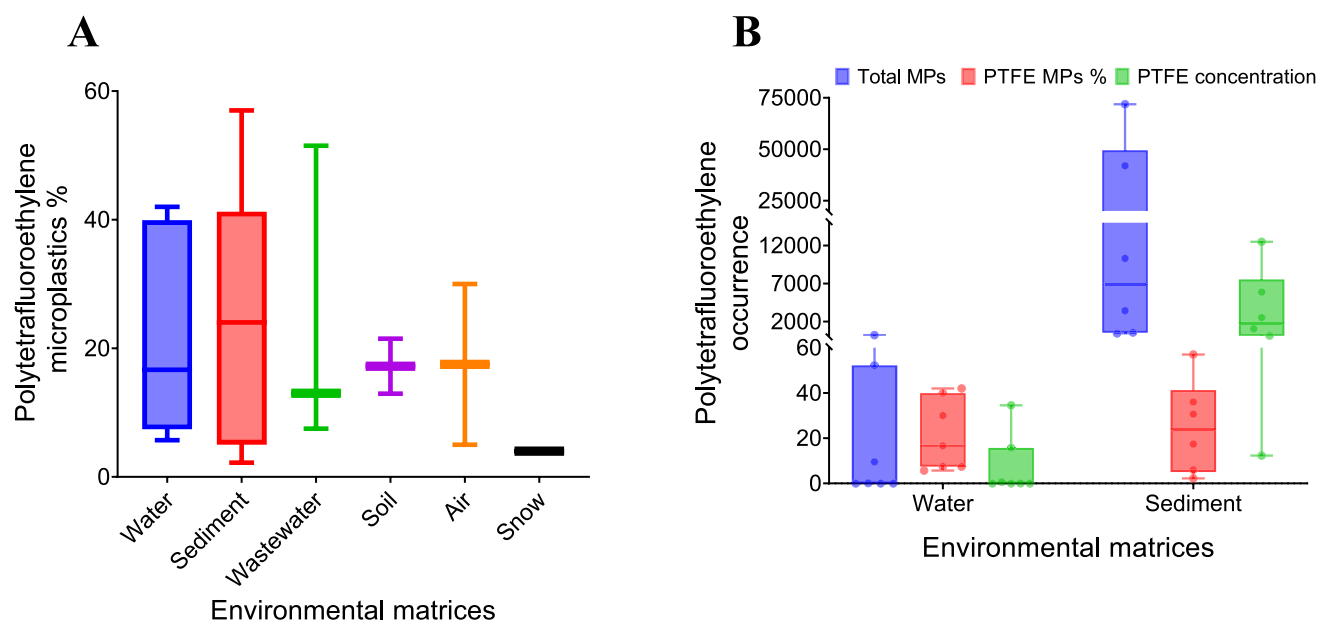 A
Polytetrafluoroethylene
microplastics %
60
40
20
0
Water
Sediment
Wastewater
Soil
Air
Snow
Environmental matrices
B
Total MPs PTFE MPs % PTFE concentration
Polytetrafluoroethylene
occurrence
75000
50000
25000
12000
7000
2000
60
40
20
0
Water Sediment
Environmental matrices